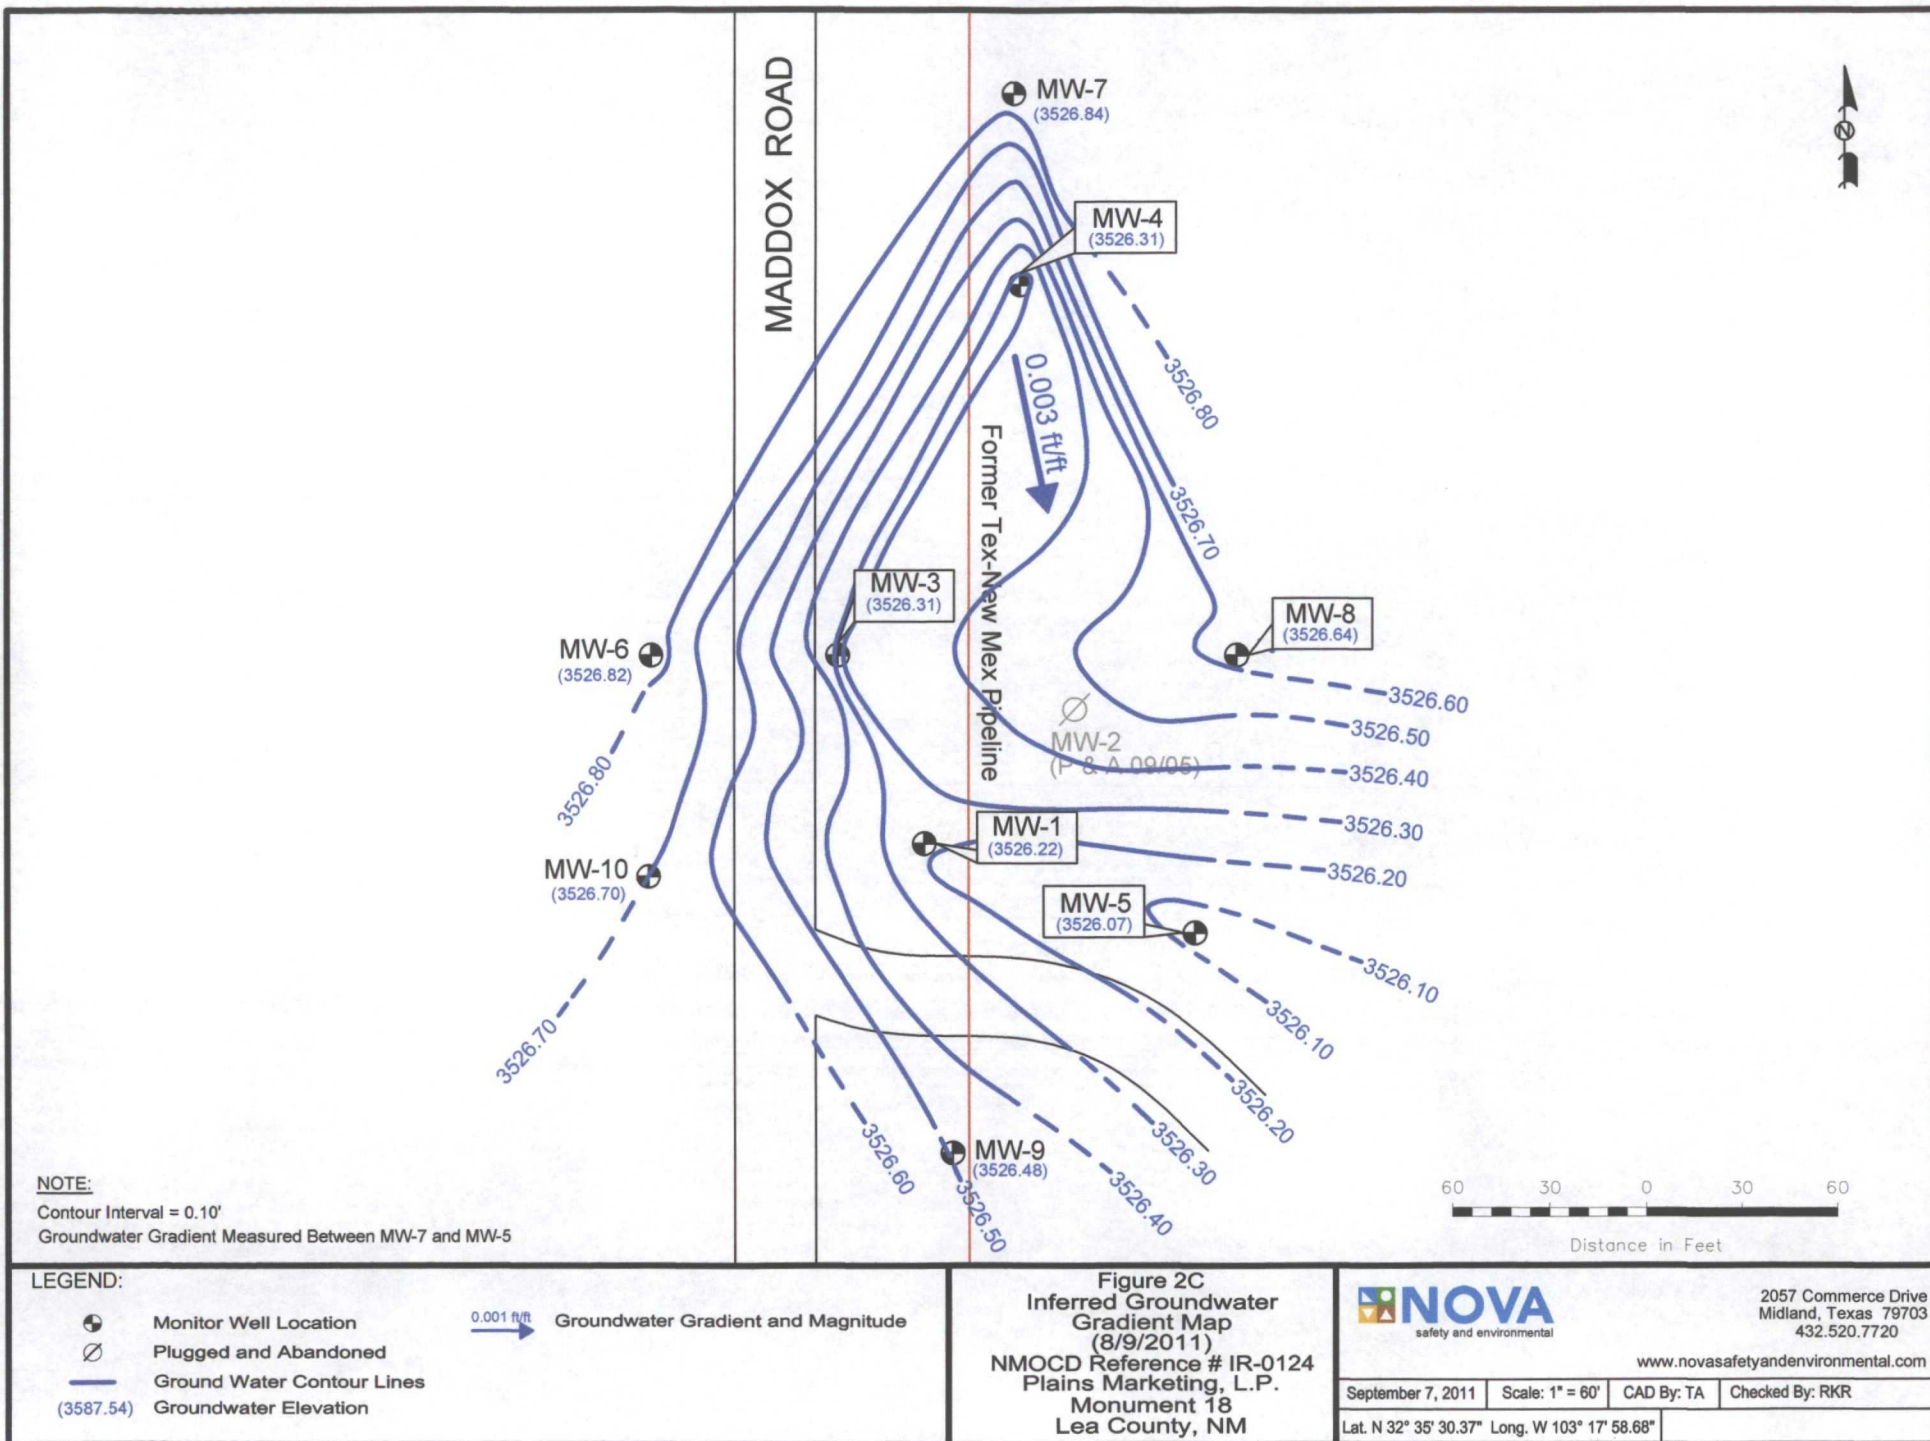 MADDOX ROAD
MW-7
(3526.84)
N
MW-4
(3526.31)
3526.80
0.003 ft/ft
3526.70
Former Tex-New Mex Pipeline
MW-3
(3526.31)
MW-8
(3526.64)
MW-6
(3526.82)
3526.60
3526.50
MW-2
(P & A 09/05)
3526.40
3526.80
3526.30
MW-1
(3526.22)
MW-10
(3526.70)
3526.20
MW-5
(3526.07)
3526.10
3526.10
3526.70
3526.20
3526.30
MW-9
(3526.48)
3526.60
3526.40
3526.50
NOTE:
Contour Interval = 0.10'
Groundwater Gradient Measured Between MW-7 and MW-5
60 30 0 30 60
Distance in Feet
LEGEND:
Monitor Well Location
Plugged and Abandoned
Ground Water Contour Lines
(3587.54) Groundwater Elevation
0.001 ft/ft Groundwater Gradient and Magnitude
Figure 2C
Inferred Groundwater
Gradient Map
(8/9/2011)
NMOCD Reference # IR-0124
Plains Marketing, L.P.
Monument 18
Lea County, NM
NOVA
safety and environmental
2057 Commerce Drive
Midland, Texas 79703
432.520.7720
www.novasafetyandenvironmental.com
September 7, 2011 Scale: 1" = 60' CAD By: TA Checked By: RKR
Lat. N 32° 35' 30.37" Long. W 103° 17' 58.68"